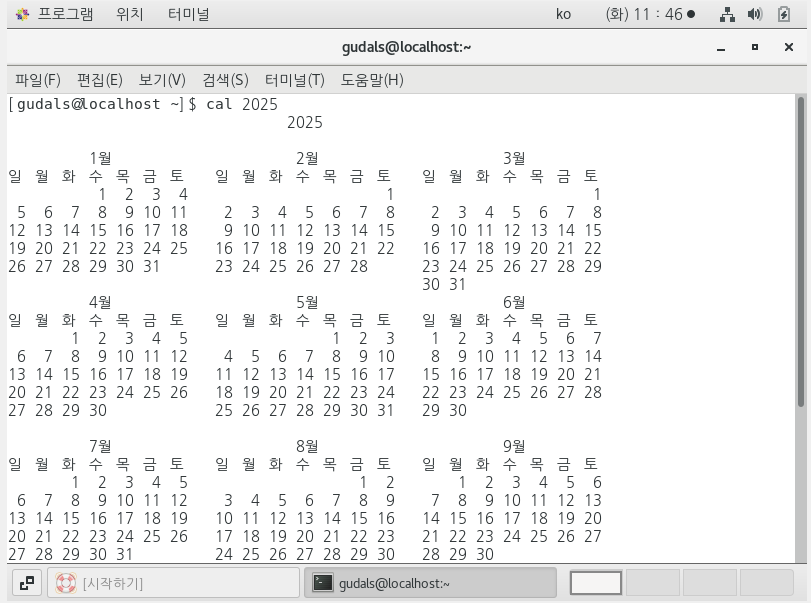 프로그램 위치 터미널 ko (화) 11 : 46
gudals@localhost:~
파일(F) 편집(E) 보기(V) 검색(S) 터미널(T) 도움말(H)
[gudals@localhost ~]$ cal 2025
2025
1월 2월 3월
일 월 화 수 목 금 토 일 월 화 수 목 금 토 일 월 화 수 목 금 토
1 2 3 4 1 1
5 6 7 8 9 10 11 2 3 4 5 6 7 8 2 3 4 5 6 7 8
12 13 14 15 16 17 18 9 10 11 12 13 14 15 9 10 11 12 13 14 15
19 20 21 22 23 24 25 16 17 18 19 20 21 22 16 17 18 19 20 21 22
26 27 28 29 30 31 23 24 25 26 27 28 23 24 25 26 27 28 29
30 31
4월 5월 6월
일 월 화 수 목 금 토 일 월 화 수 목 금 토 일 월 화 수 목 금 토
1 2 3 4 5 1 2 3 1 2 3 4 5 6 7
6 7 8 9 10 11 12 4 5 6 7 8 9 10 8 9 10 11 12 13 14
13 14 15 16 17 18 19 11 12 13 14 15 16 17 15 16 17 18 19 20 21
20 21 22 23 24 25 26 18 19 20 21 22 23 24 22 23 24 25 26 27 28
27 28 29 30 25 26 27 28 29 30 31 29 30
7월 8월 9월
일 월 화 수 목 금 토 일 월 화 수 목 금 토 일 월 화 수 목 금 토
1 2 3 4 5 1 2 1 2 3 4 5 6
6 7 8 9 10 11 12 3 4 5 6 7 8 9 7 8 9 10 11 12 13
13 14 15 16 17 18 19 10 11 12 13 14 15 16 14 15 16 17 18 19 20
20 21 22 23 24 25 26 17 18 19 20 21 22 23 21 22 23 24 25 26 27
27 28 29 30 31 24 25 26 27 28 29 30 28 29 30
[시작하기] gudals@localhost:~